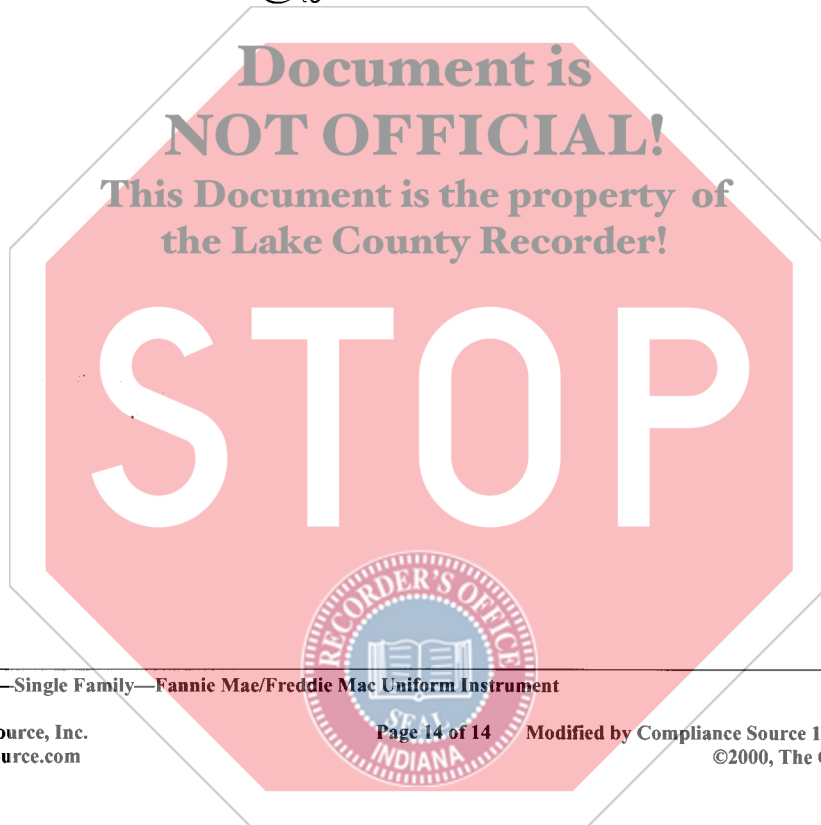 Document is
NOT OFFICIAL!
This Document is the property of
the Lake County Recorder!
STOP
RECORDER'S OFFICE
SEAL
INDIANA
—Single Family—Fannie Mae/Freddie Mac Uniform Instrument
ource, Inc. Page 14 of 14 Modified by Compliance Source 1
urce.com ©2000, The